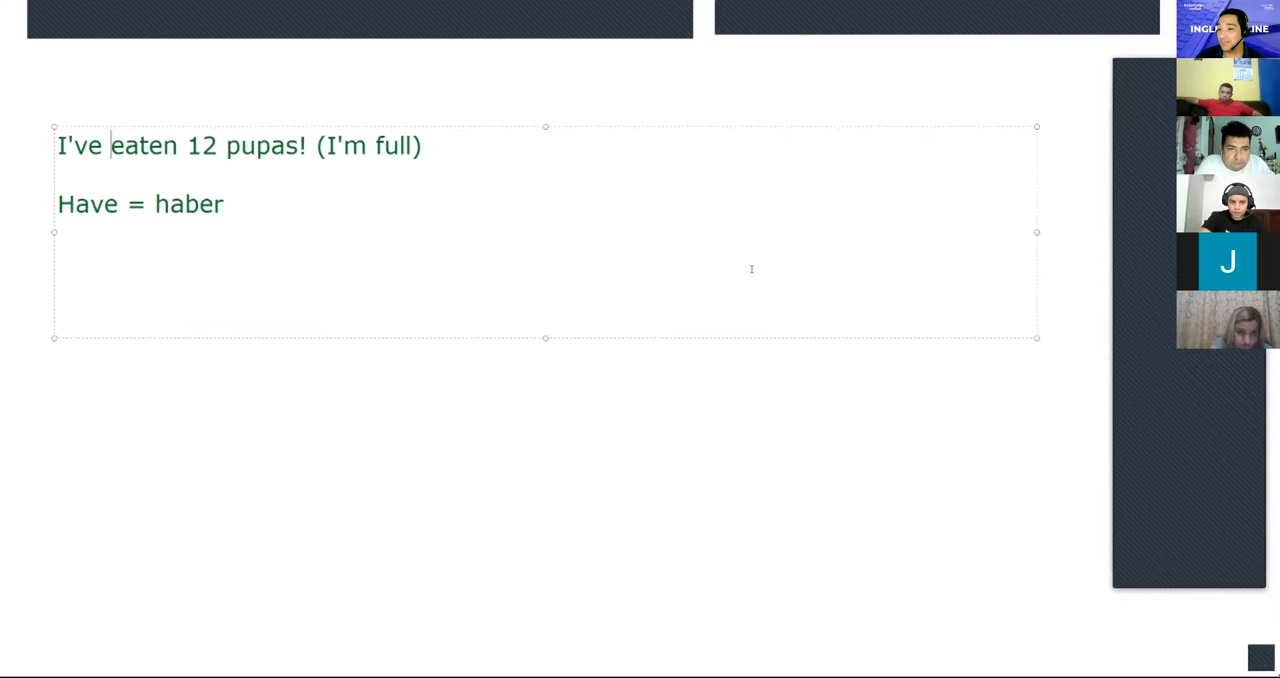 I've eaten 12 pupas! (I'm full)
Have = haber
J